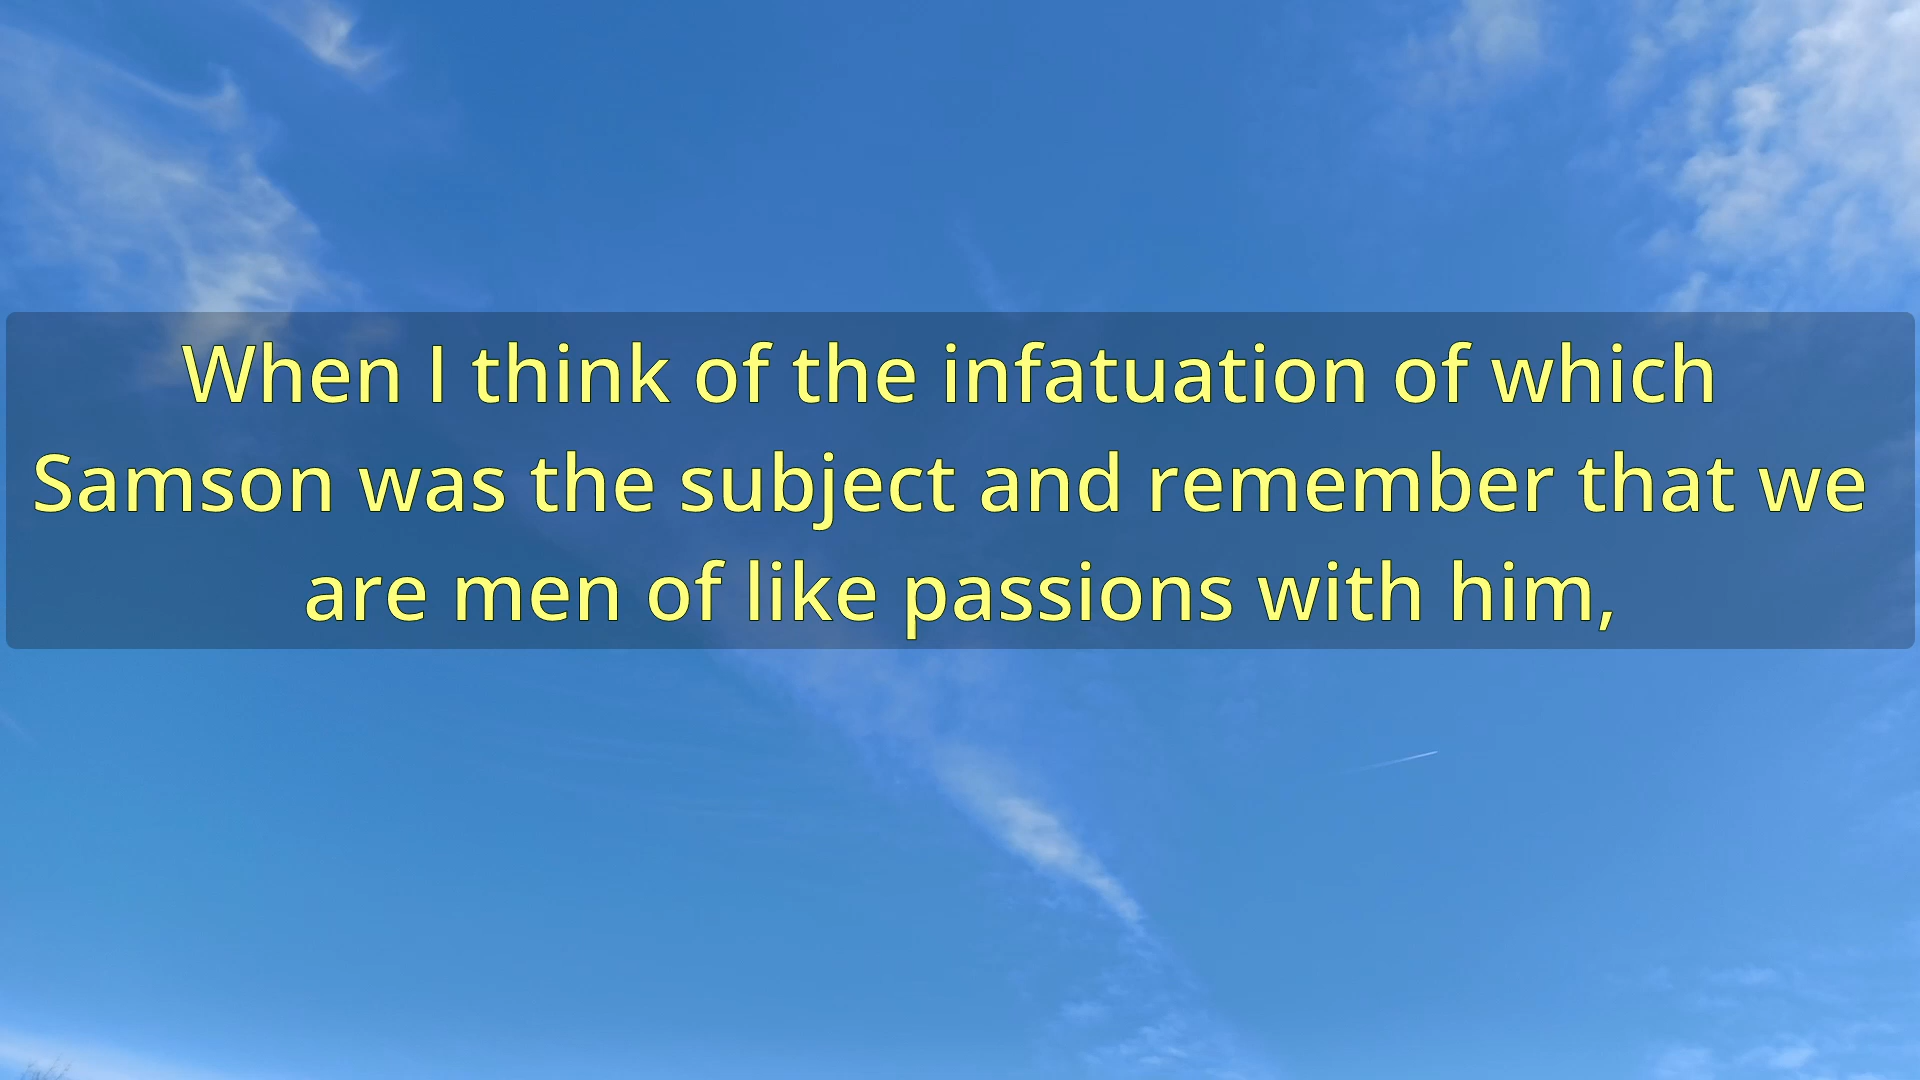 When I think of the infatuation of which
Samson was the subject and remember that we
are men of like passions with him,